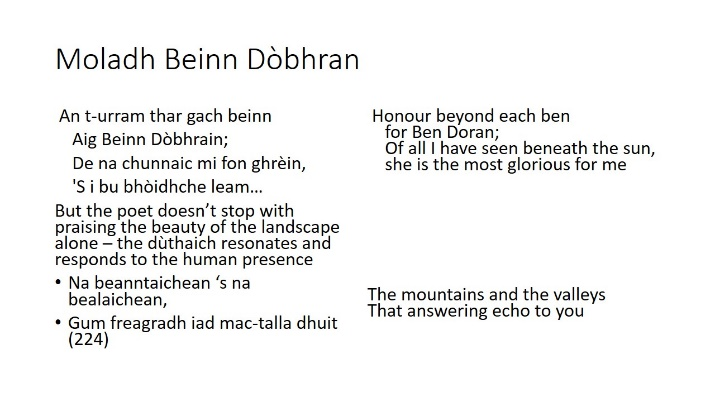 Moladh Beinn Dòbhran
An t-urram thar gach beinn
Aig Beinn Dòbhrain;
De na chunnaic mi fon ghrèin,
'S i bu bhòidhche leam…
But the poet doesn’t stop with
praising the beauty of the landscape
alone – the dùthaich resonates and
responds to the human presence
• Na beanntaichean ‘s na
bealaichean,
• Gum freagradh iad mac-talla dhuit
(224)
Honour beyond each ben
for Ben Doran;
Of all I have seen beneath the sun,
she is the most glorious for me
The mountains and the valleys
That answering echo to you